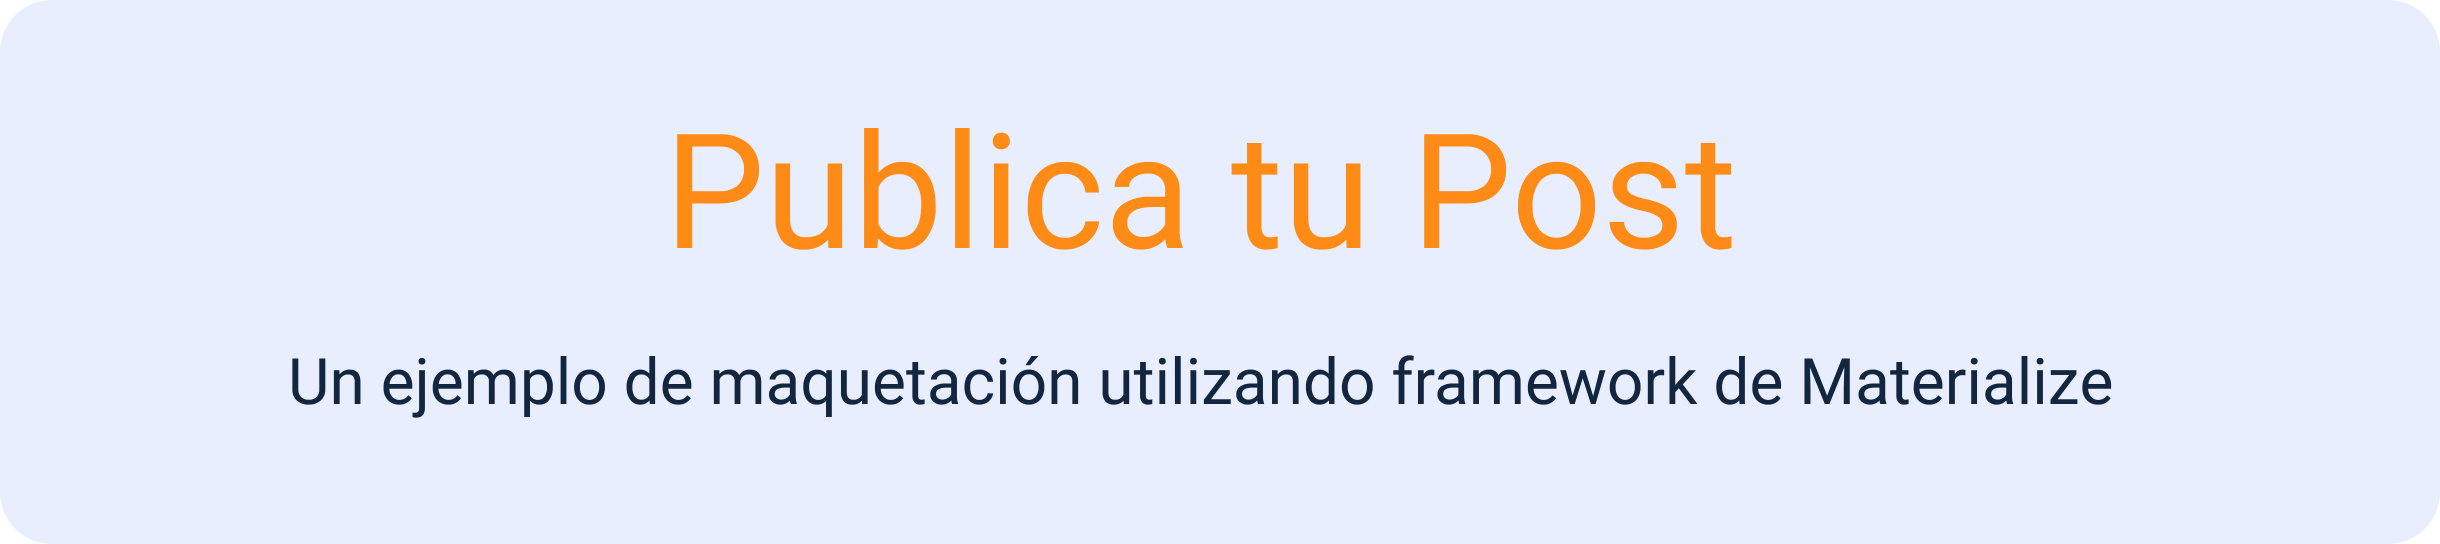 Publica tu Post
Un ejemplo de maquetación utilizando framework de Materialize